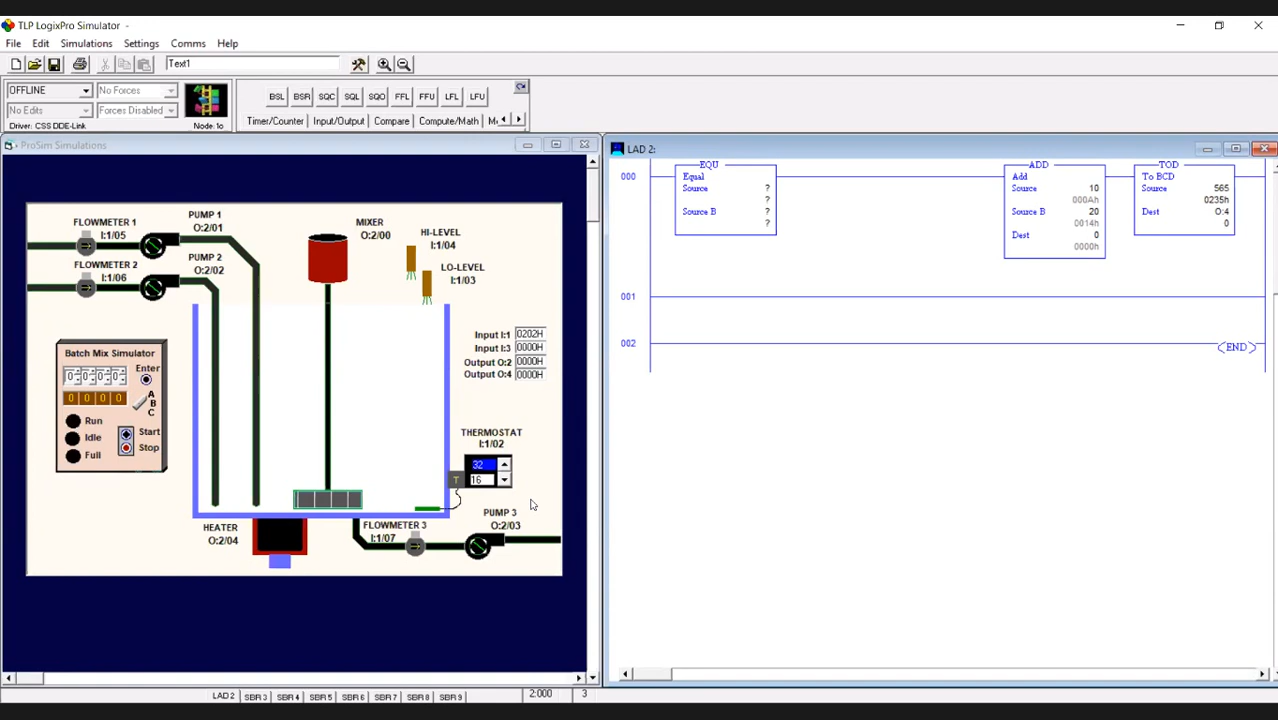 TLP LogixPro Simulator -
File Edit Simulations Settings Comms Help
Text1
OFFLINE No Forces
No Edits Forces Disabled
Driver: CSS DDE-Link Node: 1o
BSL BSR SQC SQL SQO FFL FFU LFL LFU
Timer/Counter Input/Output Compare Compute/Math
ProSim Simulations
FLOWMETER 1
I:1/05
PUMP 1
O:2/01
FLOWMETER 2
I:1/06
PUMP 2
O:2/02
MIXER
O:2/00
HI-LEVEL
I:1/04
LO-LEVEL
I:1/03
Input I:1 0202H
Input I:3 0000H
Output O:2 0000H
Output O:4 0000H
Batch Mix Simulator
Enter
0 0 0 0
0 0 0 0
A
B
C
Run
Idle
Full
Start
Stop
THERMOSTAT
I:1/02
32
16
T
HEATER
O:2/04
FLOWMETER 3
I:1/07
PUMP 3
O:2/03
LAD 2:
000
EQU
Equal
Source ?
?
Source B ?
?
ADD
Add
Source 10
000Ah
Source B 20
0014h
Dest 0
0000h
TOD
To BCD
Source 565
0235h
Dest O:4
0
001
002
END
LAD 2 SBR 3 SBR 4 SBR 5 SBR 6 SBR 7 SBR 8 SBR 9 2:000 3